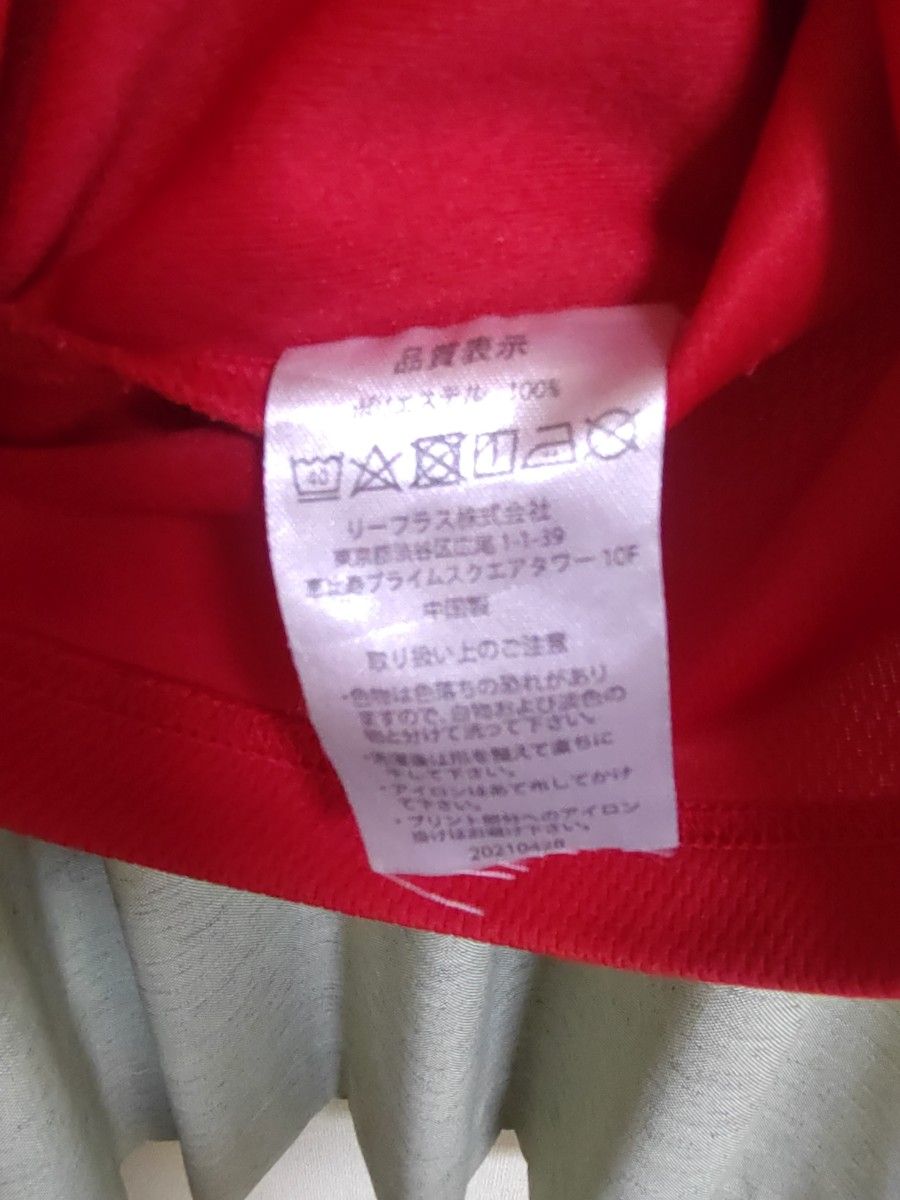 品質表示
ポリエステル 100%
40
リーフラス株式会社
東京都渋谷区広尾 1-1-39
恵比寿プライムスクエアタワー 10F
中国製
取り扱い上のご注意
・色物は色落ちの恐れがあり
ますので、白物および淡色の
物と分けて洗って下さい。
・洗濯後は形を整えて直ちに
干して下さい。
・アイロンはあて布してかけ
て下さい。
・プリント部分へのアイロン
掛けはお避け下さい。
20210428